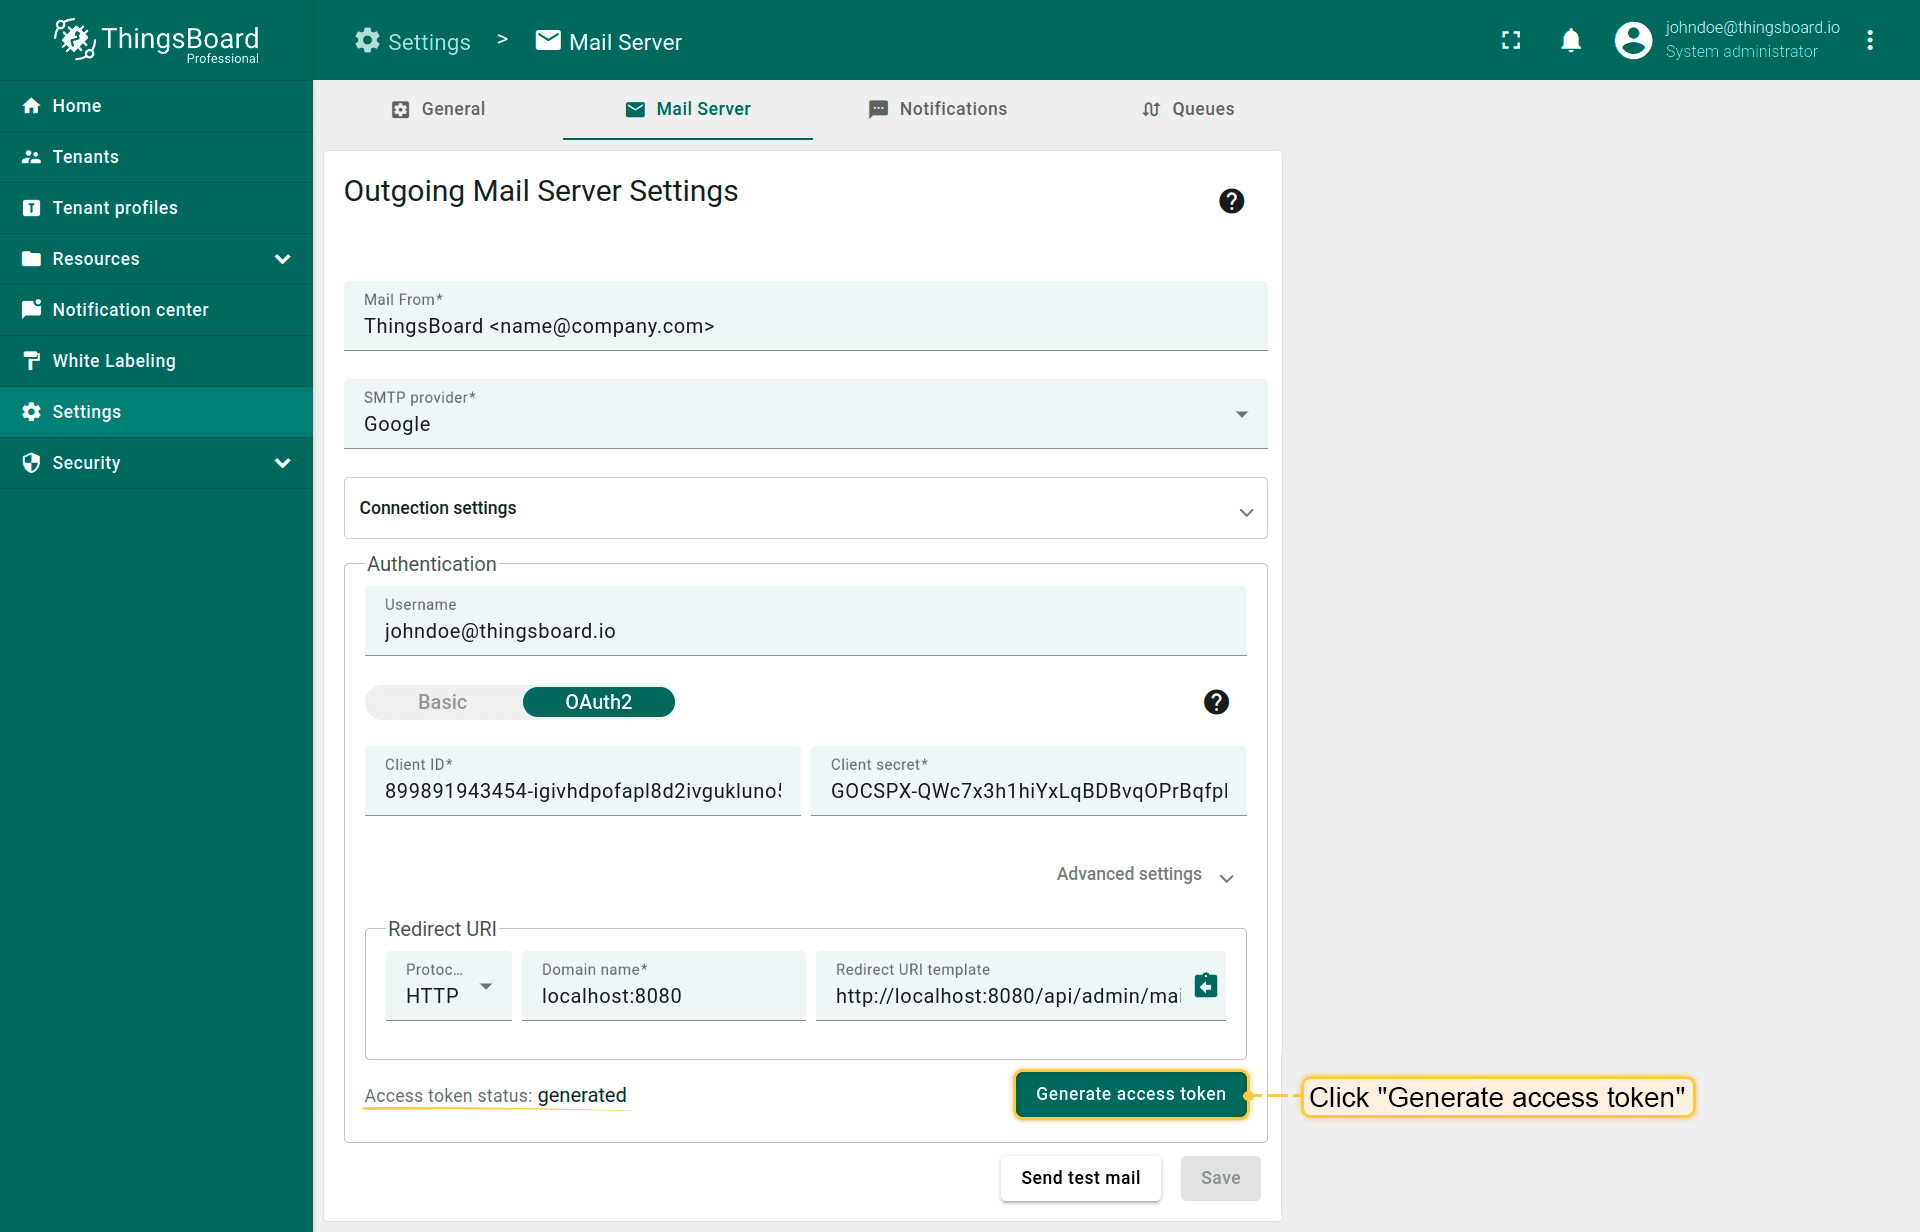 ThingsBoard
Professional
Settings > Mail Server
johndoe@thingsboard.io
System administrator
Home
Tenants
Tenant profiles
Resources
Notification center
White Labeling
Settings
Security
General
Mail Server
Notifications
Queues
Outgoing Mail Server Settings
Mail From*
ThingsBoard <name@company.com>
SMTP provider*
Google
Connection settings
Authentication
Username
johndoe@thingsboard.io
Basic
OAuth2
Client ID*
899891943454-igivhdpofapl8d2ivgukluno
Client secret*
GOCSPX-QWc7x3h1hiYxLqBDBvqOPrBqfpl
Advanced settings
Redirect URI
Protoc...
HTTP
Domain name*
localhost:8080
Redirect URI template
http://localhost:8080/api/admin/mai
Access token status: generated
Generate access token
Click "Generate access token"
Send test mail
Save